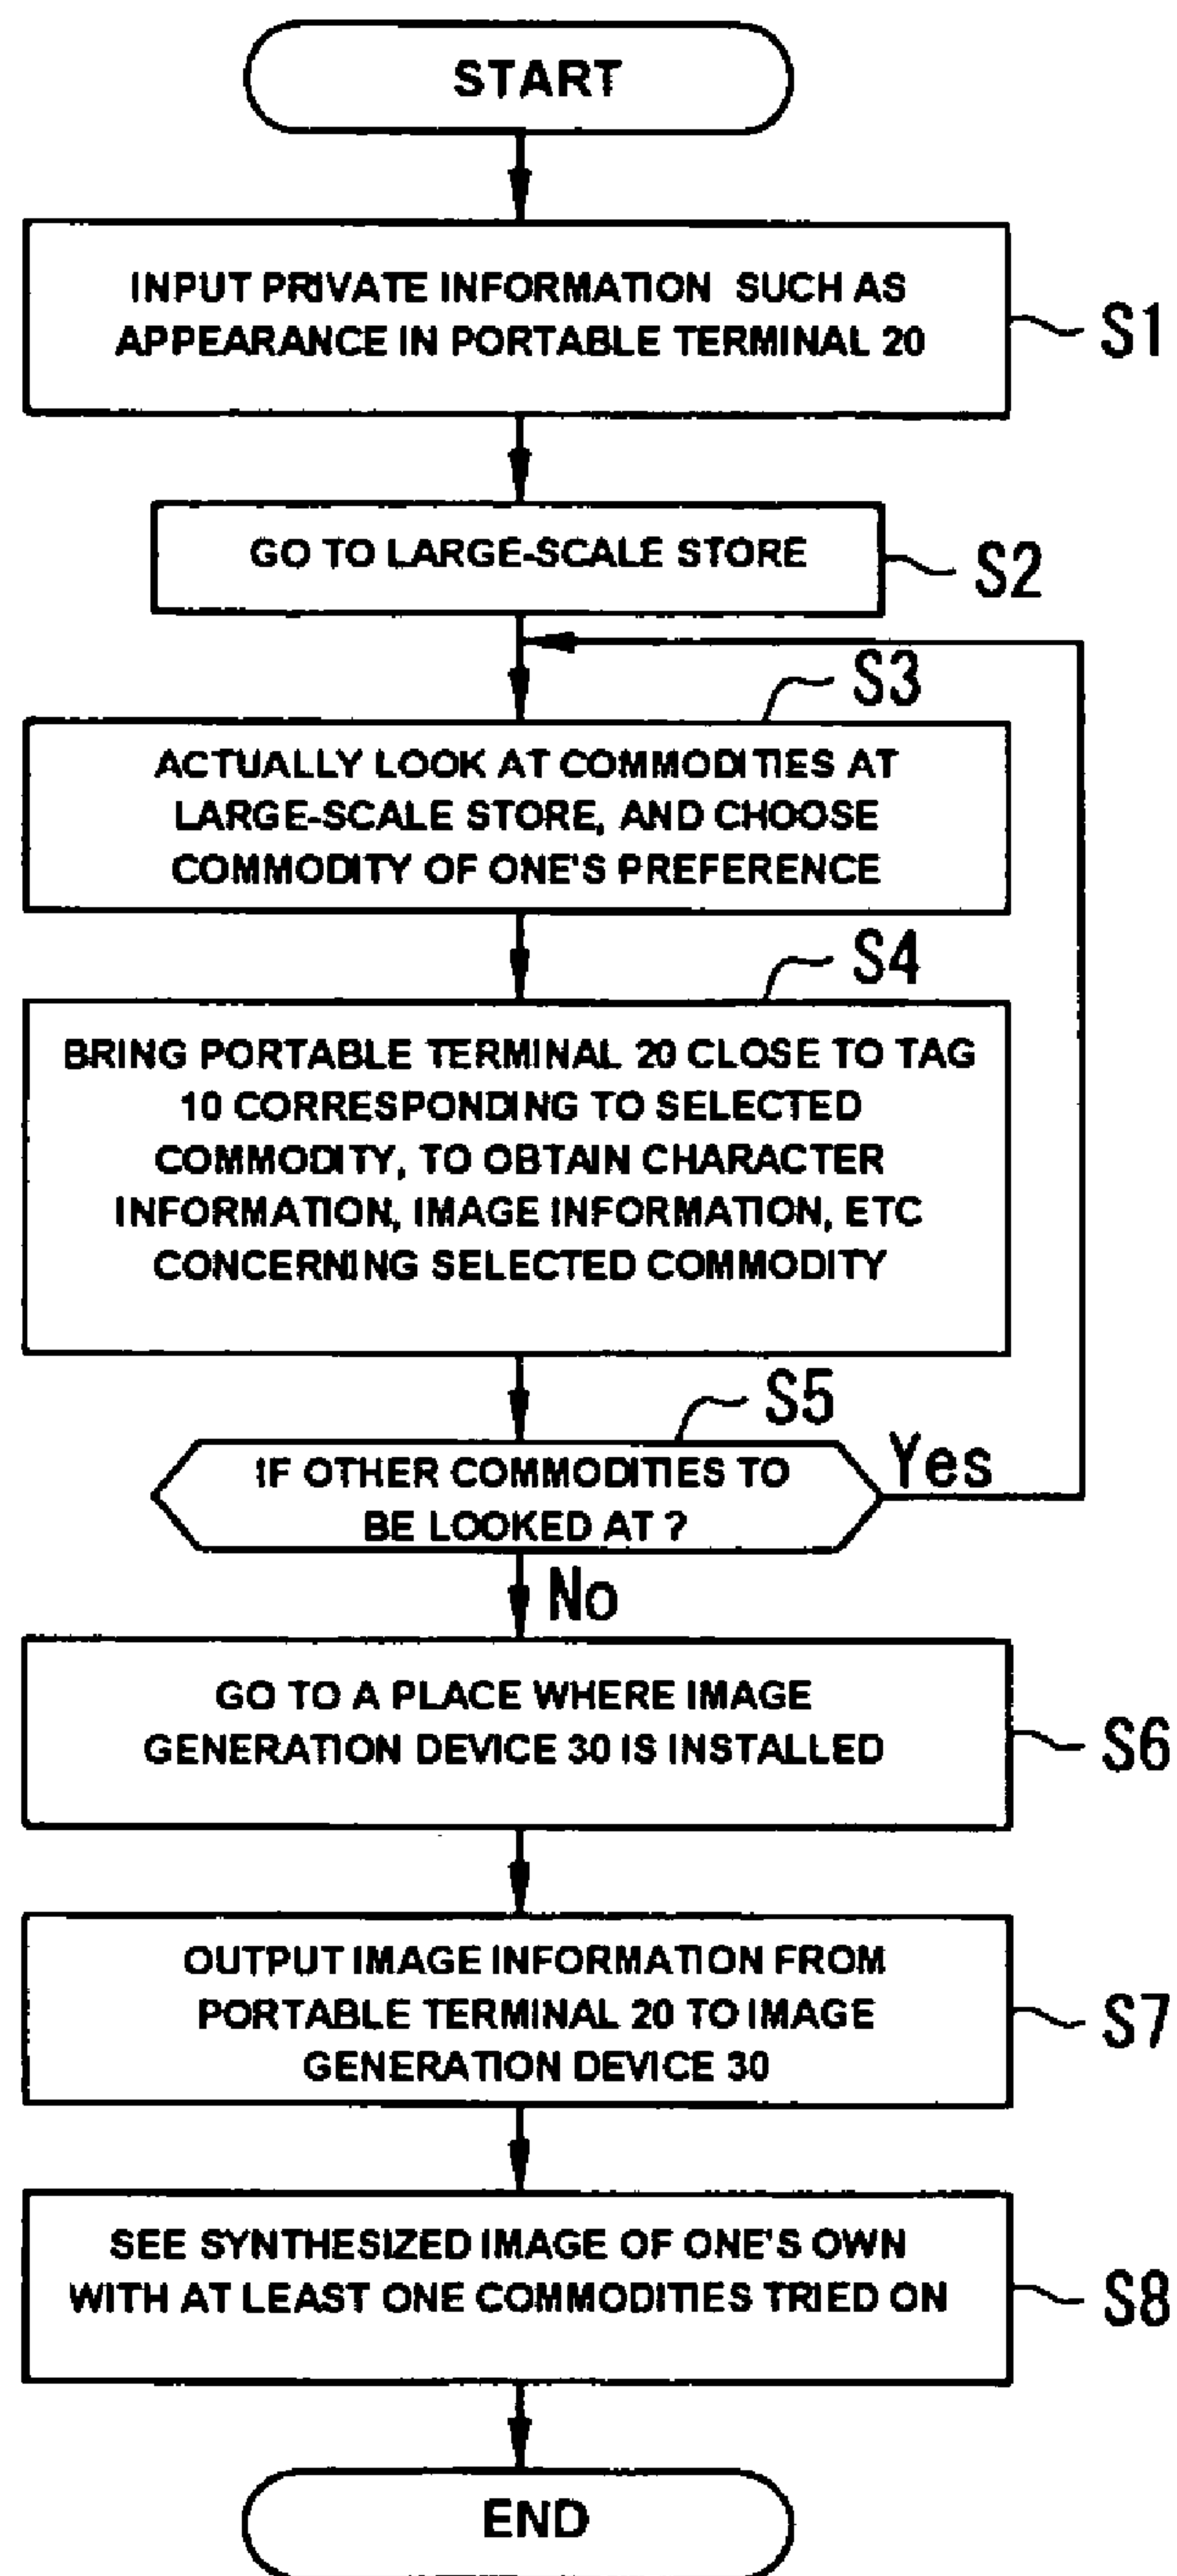 START
INPUT PRIVATE INFORMATION SUCH AS
APPEARANCE IN PORTABLE TERMINAL 20
S1
GO TO LARGE-SCALE STORE
S2
S3
ACTUALLY LOOK AT COMMODITIES AT
LARGE-SCALE STORE, AND CHOOSE
COMMODITY OF ONE'S PREFERENCE
S4
BRING PORTABLE TERMINAL 20 CLOSE TO TAG
10 CORRESPONDING TO SELECTED
COMMODITY, TO OBTAIN CHARACTER
INFORMATION, IMAGE INFORMATION, ETC
CONCERNING SELECTED COMMODITY
S5
IF OTHER COMMODITIES TO
BE LOOKED AT ?
Yes
No
GO TO A PLACE WHERE IMAGE
GENERATION DEVICE 30 IS INSTALLED
S6
OUTPUT IMAGE INFORMATION FROM
PORTABLE TERMINAL 20 TO IMAGE
GENERATION DEVICE 30
S7
SEE SYNTHESIZED IMAGE OF ONE'S OWN
WITH AT LEAST ONE COMMODITIES TRIED ON
S8
END